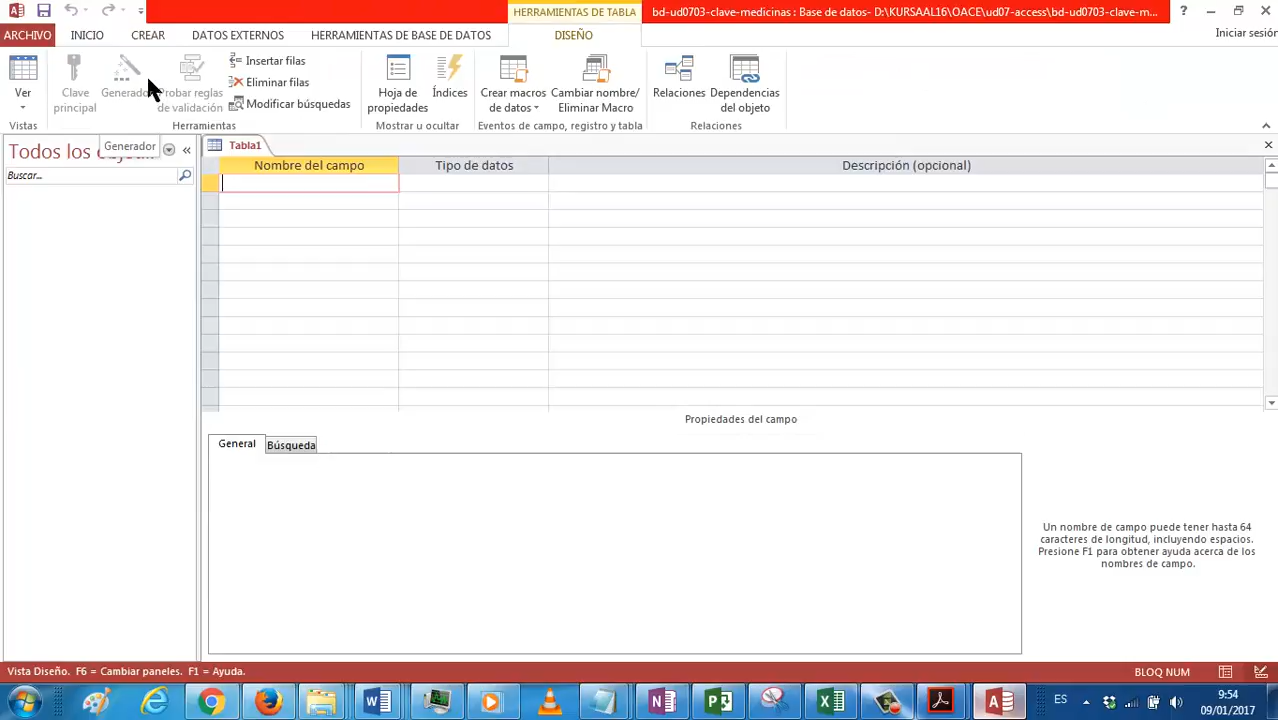 HERRAMIENTAS DE TABLA
bd-ud0703-clave-medicinas : Base de datos- D:\KURSAAL16\OACE\ud07-access\bd-ud0703-clave-m...
ARCHIVO INICIO CREAR DATOS EXTERNOS HERRAMIENTAS DE BASE DE DATOS DISEÑO Iniciar sesión
Ver
Clave principal
Generador
Probar reglas de validación
Insertar filas
Eliminar filas
Modificar búsquedas
Hoja de propiedades
Índices
Crear macros de datos
Cambiar nombre/ Eliminar Macro
Relaciones
Dependencias del objeto
Vistas Herramientas Mostrar u ocultar Eventos de campo, registro y tabla Relaciones
Generador
Todos los
Buscar...
Tabla1
Nombre del campo Tipo de datos Descripción (opcional)
Propiedades del campo
General Búsqueda
Un nombre de campo puede tener hasta 64
caracteres de longitud, incluyendo espacios.
Presione F1 para obtener ayuda acerca de los
nombres de campo.
Vista Diseño. F6 = Cambiar paneles. F1 = Ayuda. BLOQ NUM
ES
9:54
09/01/2017